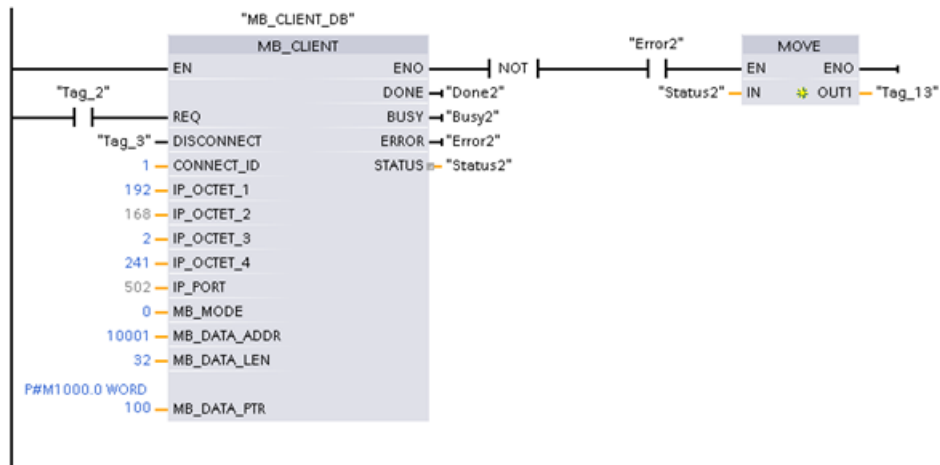 "MB_CLIENT_DB"
MB_CLIENT
"Error2"
MOVE
EN ENO NOT EN ENO
"Tag_2" DONE "Done2" "Status2" IN OUT1 "Tag_13"
REQ BUSY "Busy2"
"Tag_3" DISCONNECT ERROR "Error2"
1 CONNECT_ID STATUS "Status2"
192 IP_OCTET_1
168 IP_OCTET_2
2 IP_OCTET_3
241 IP_OCTET_4
502 IP_PORT
0 MB_MODE
10001 MB_DATA_ADDR
32 MB_DATA_LEN
P#M1000.0 WORD
100 MB_DATA_PTR